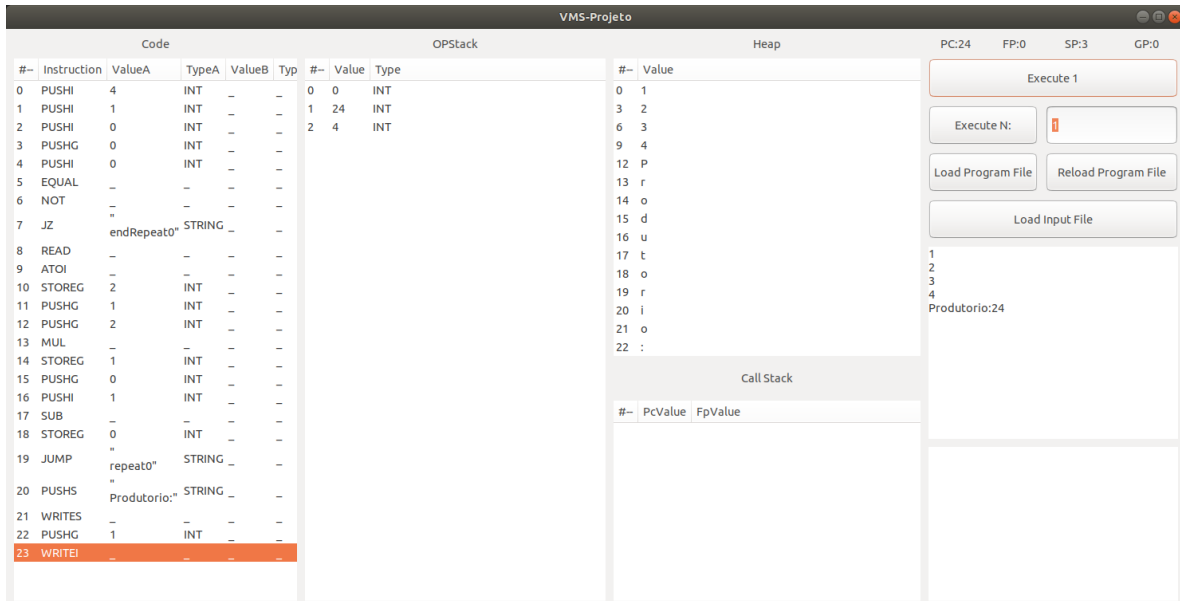 VMS-Projeto
Code OPStack Heap PC:24 FP:0 SP:3 GP:0
#-- Instruction ValueA TypeA ValueB Typ
0 PUSHI 4 INT _ _
1 PUSHI 1 INT _ _
2 PUSHI 0 INT _ _
3 PUSHG 0 INT _ _
4 PUSHI 0 INT _ _
5 EQUAL _ _ _ _
6 NOT _ _ _ _
7 JZ " endRepeat0" STRING _ _
8 READ _ _ _ _
9 ATOI _ _ _ _
10 STOREG 2 INT _ _
11 PUSHG 1 INT _ _
12 PUSHG 2 INT _ _
13 MUL _ _ _ _
14 STOREG 1 INT _ _
15 PUSHG 0 INT _ _
16 PUSHI 1 INT _ _
17 SUB _ _ _ _
18 STOREG 0 INT _ _
19 JUMP " repeat0" STRING _ _
20 PUSHS " Produtorio:" STRING _ _
21 WRITES _ _ _ _
22 PUSHG 1 INT _ _
23 WRITEI _ _ _ _
#-- Value Type
0 0 INT
1 24 INT
2 4 INT
#-- Value
0 1
3 2
6 3
9 4
12 P
13 r
14 o
15 d
16 u
17 t
18 o
19 r
20 i
21 o
22 :
Call Stack
#-- PcValue FpValue
Execute 1
Execute N: 1
Load Program File Reload Program File
Load Input File
1
2
3
4
Produtorio:24